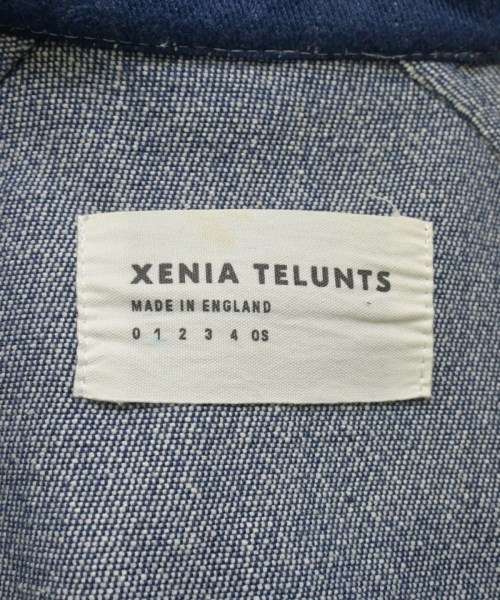 XENIA TELUNTS
MADE IN ENGLAND
0 1 2 3 4 OS